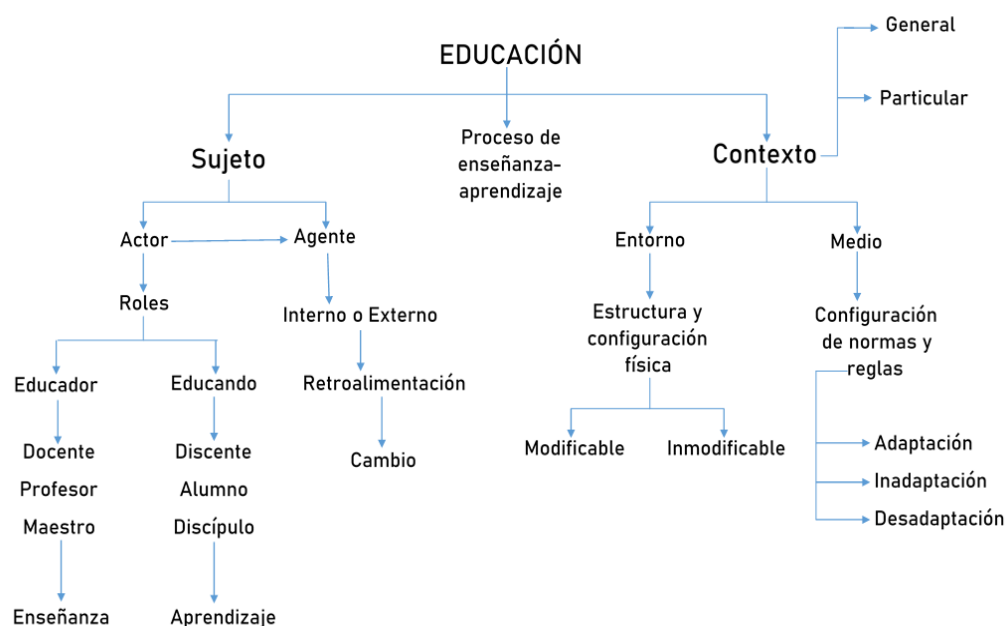 EDUCACIÓN
General
Particular
Sujeto
Proceso de
enseñanza-
aprendizaje
Contexto
Actor
Agente
Entorno
Medio
Roles
Interno o Externo
Estructura y
configuración
física
Configuración
de normas y
reglas
Educador
Educando
Retroalimentación
Docente
Discente
Cambio
Modificable
Inmodificable
Adaptación
Profesor
Alumno
Inadaptación
Maestro
Discípulo
Desadaptación
Enseñanza
Aprendizaje